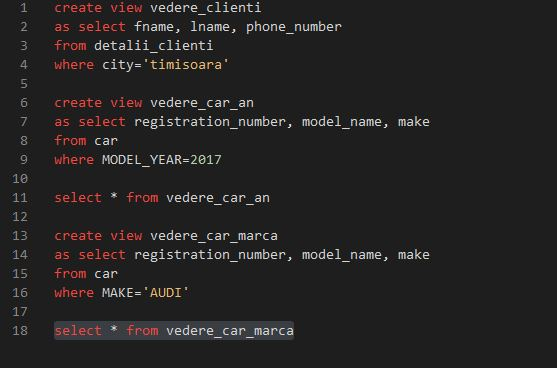 1 create view vedere_clienti
2 as select fname, lname, phone_number
3 from detalii_clienti
4 where city='timisoara'
5
6 create view vedere_car_an
7 as select registration_number, model_name, make
8 from car
9 where MODEL_YEAR=2017
10
11 select * from vedere_car_an
12
13 create view vedere_car_marca
14 as select registration_number, model_name, make
15 from car
16 where MAKE='AUDI'
17
18 select * from vedere_car_marca